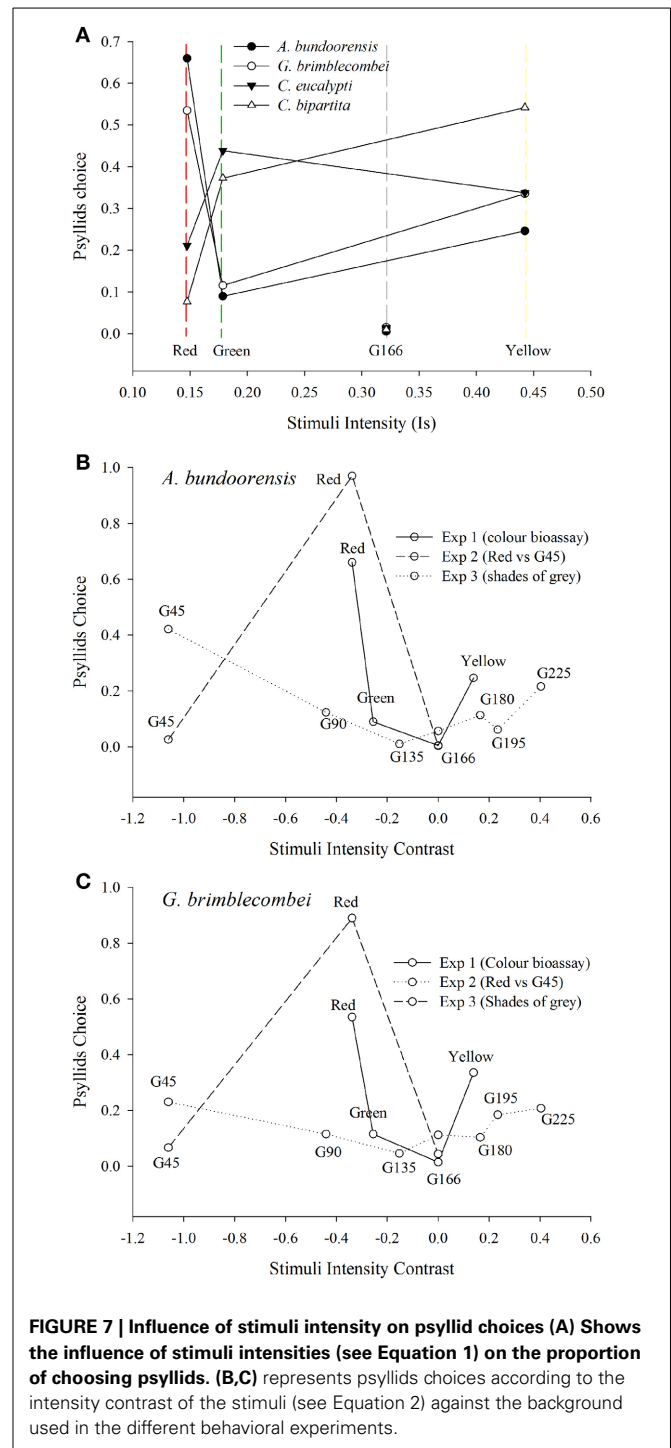 A
0.7
0.6
0.5
0.4
0.3
0.2
0.1
0.0
Psyllids choice
A. bundoorensis
G. brimblecombei
C. eucalypti
C. bipartita
Red Green G166 Yellow
0.10 0.15 0.20 0.25 0.30 0.35 0.40 0.45 0.50
Stimuli Intensity (Is)
B
A. bundoorensis
1.0
0.8
0.6
0.4
0.2
0.0
Psyllids Choice
Red
Exp 1 (colour bioassay)
Exp 2 (Red vs G45)
Exp 3 (shades of grey)
Red
G45
Yellow
G225
Green
G180
G90
G45
G135
G166
G195
-1.2 -1.0 -0.8 -0.6 -0.4 -0.2 0.0 0.2 0.4 0.6
Stimuli Intensity Contrast
C
G. brimblecombei
1.0
0.8
0.6
0.4
0.2
0.0
Psyllids Choice
Red
Exp 1 (Colour bioassay)
Exp 2 (Red vs G45)
Exp 3 (Shades of grey)
Red
Yellow
G45
G195
Green
G225
G90
G180
G45
G135
G166
-1.2 -1.0 -0.8 -0.6 -0.4 -0.2 0.0 0.2 0.4 0.6
Stimuli Intensity Contrast
FIGURE 7 | Influence of stimuli intensity on psyllid choices (A) Shows
the influence of stimuli intensities (see Equation 1) on the proportion
of choosing psyllids. (B,C) represents psyllids choices according to the
intensity contrast of the stimuli (see Equation 2) against the background
used in the different behavioral experiments.